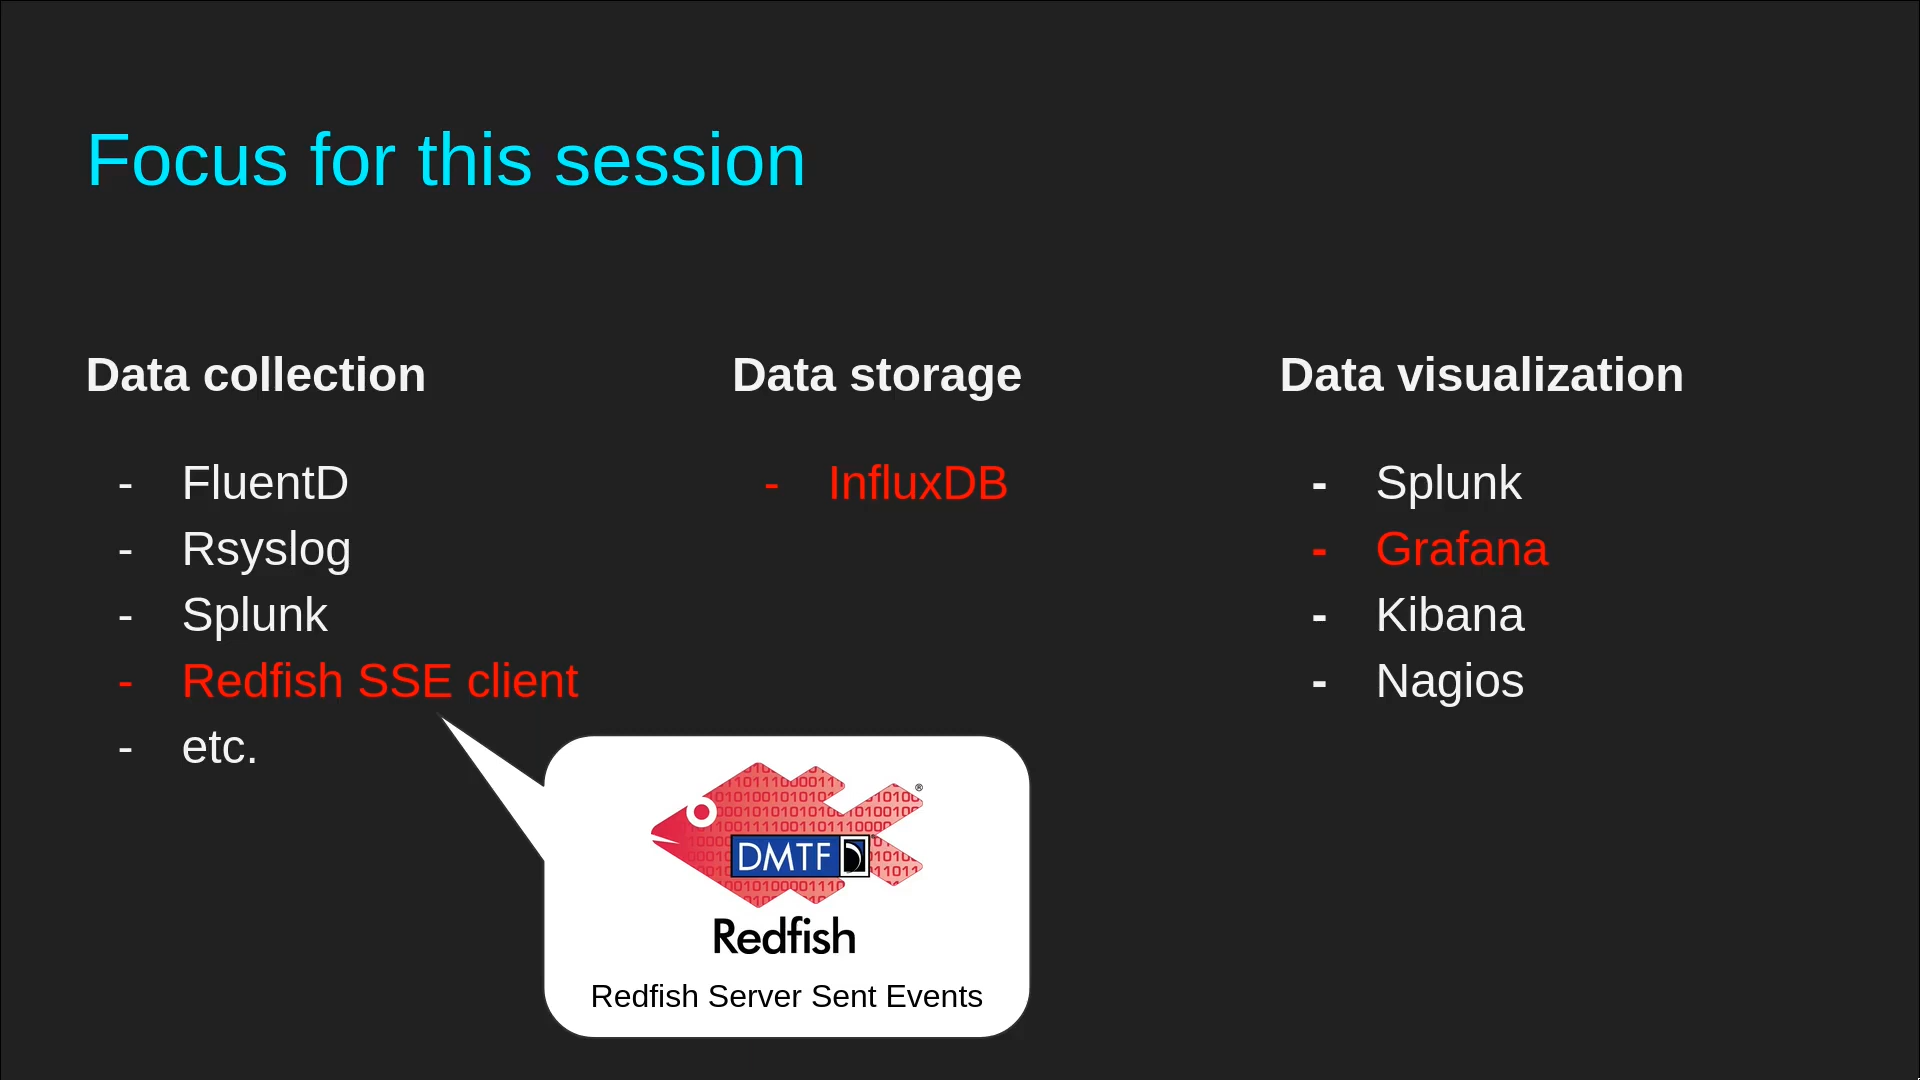 Focus for this session
Data collection
- FluentD
- Rsyslog
- Splunk
- Redfish SSE client
- etc.
Data storage
- InfluxDB
Data visualization
- Splunk
- Grafana
- Kibana
- Nagios
DMTF
Redfish
Redfish Server Sent Events